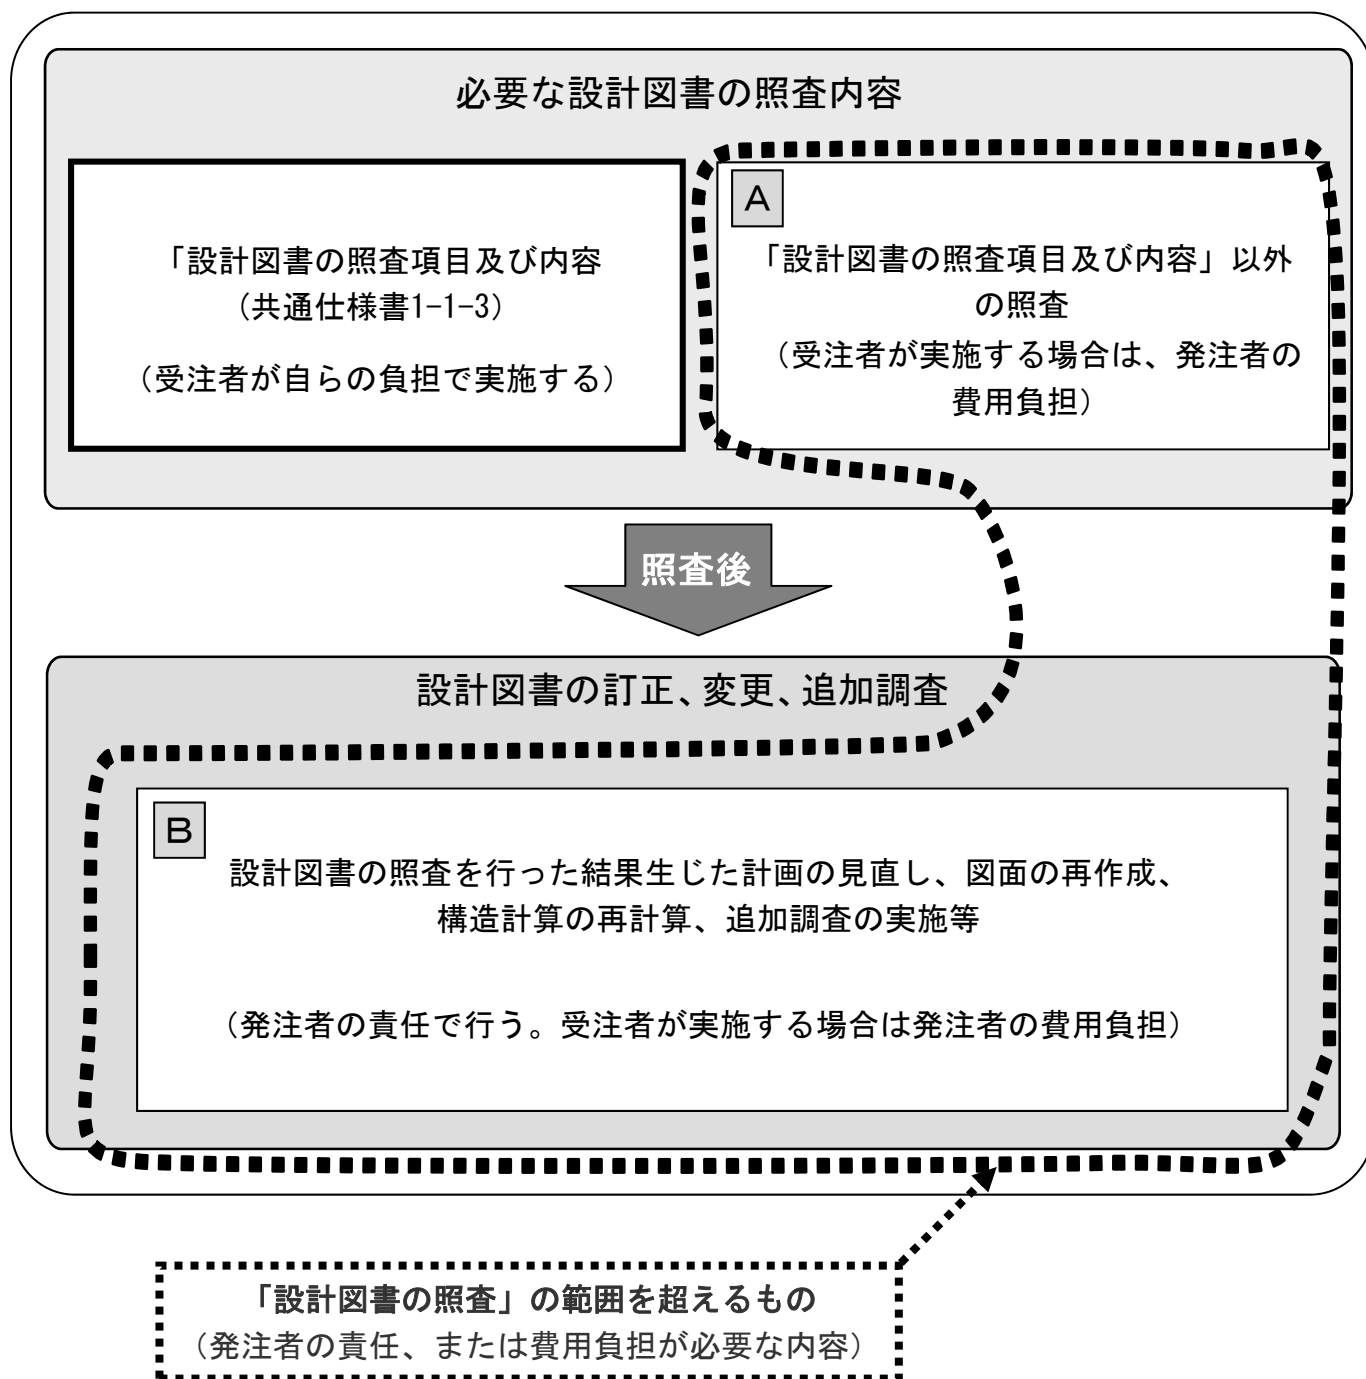 必要な設計図書の照査内容
「設計図書の照査項目及び内容
（共通仕様書1-1-3）
（受注者が自らの負担で実施する）
A
「設計図書の照査項目及び内容」以外
の照査
（受注者が実施する場合は、発注者の
費用負担）
照査後
設計図書の訂正、変更、追加調査
B
設計図書の照査を行った結果生じた計画の見直し、図面の再作成、
構造計算の再計算、追加調査の実施等
（発注者の責任で行う。受注者が実施する場合は発注者の費用負担）
「設計図書の照査」の範囲を超えるもの
（発注者の責任、または費用負担が必要な内容）